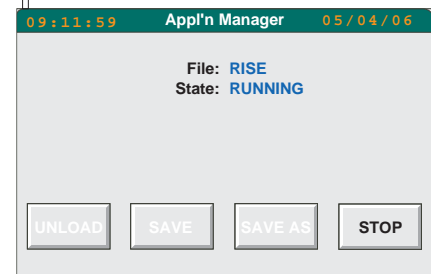 09:11:59 Appl'n Manager 05/04/06
File: RISE
State: RUNNING
UNLOAD SAVE SAVE AS STOP